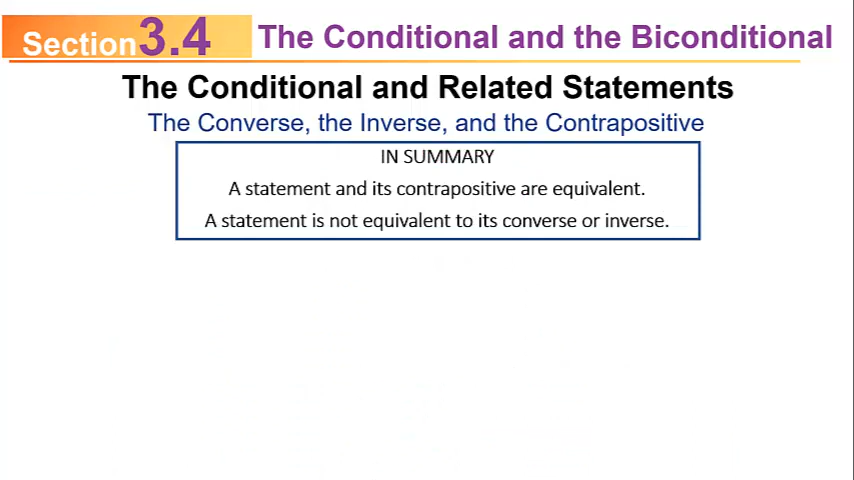 Section 3.4 The Conditional and the Biconditional
The Conditional and Related Statements
The Converse, the Inverse, and the Contrapositive
IN SUMMARY
A statement and its contrapositive are equivalent.
A statement is not equivalent to its converse or inverse.